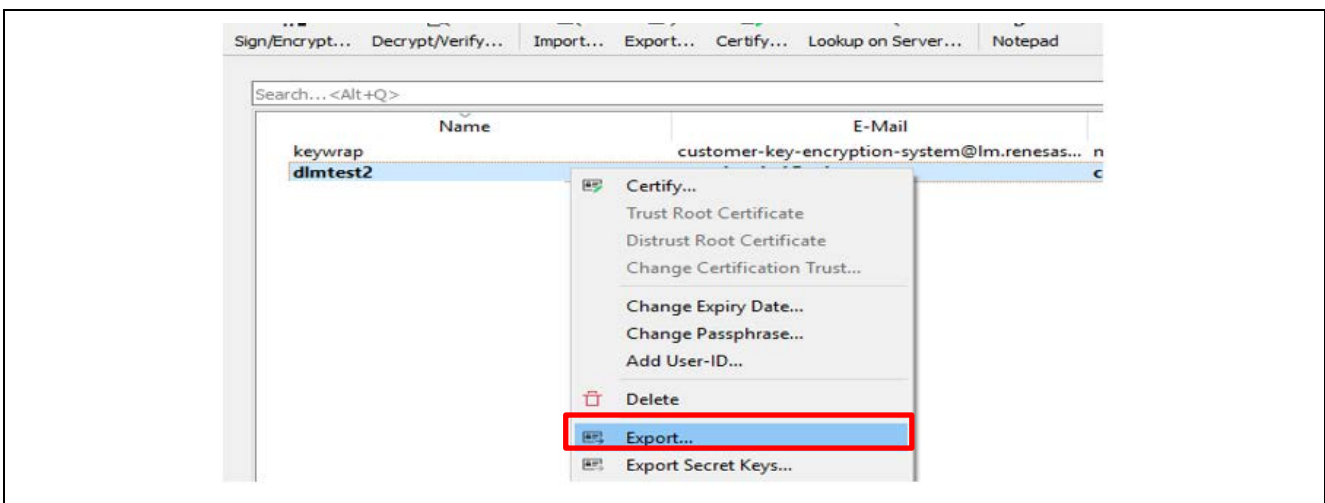 Sign/Encrypt... Decrypt/Verify... Import... Export... Certify... Lookup on Server... Notepad
Search...<Alt+Q>
Name E-Mail
keywrap customer-key-encryption-system@lm.renesas... n
dlmtest2 c
Certify...
Trust Root Certificate
Distrust Root Certificate
Change Certification Trust...
Change Expiry Date...
Change Passphrase...
Add User-ID...
Delete
Export...
Export Secret Keys...